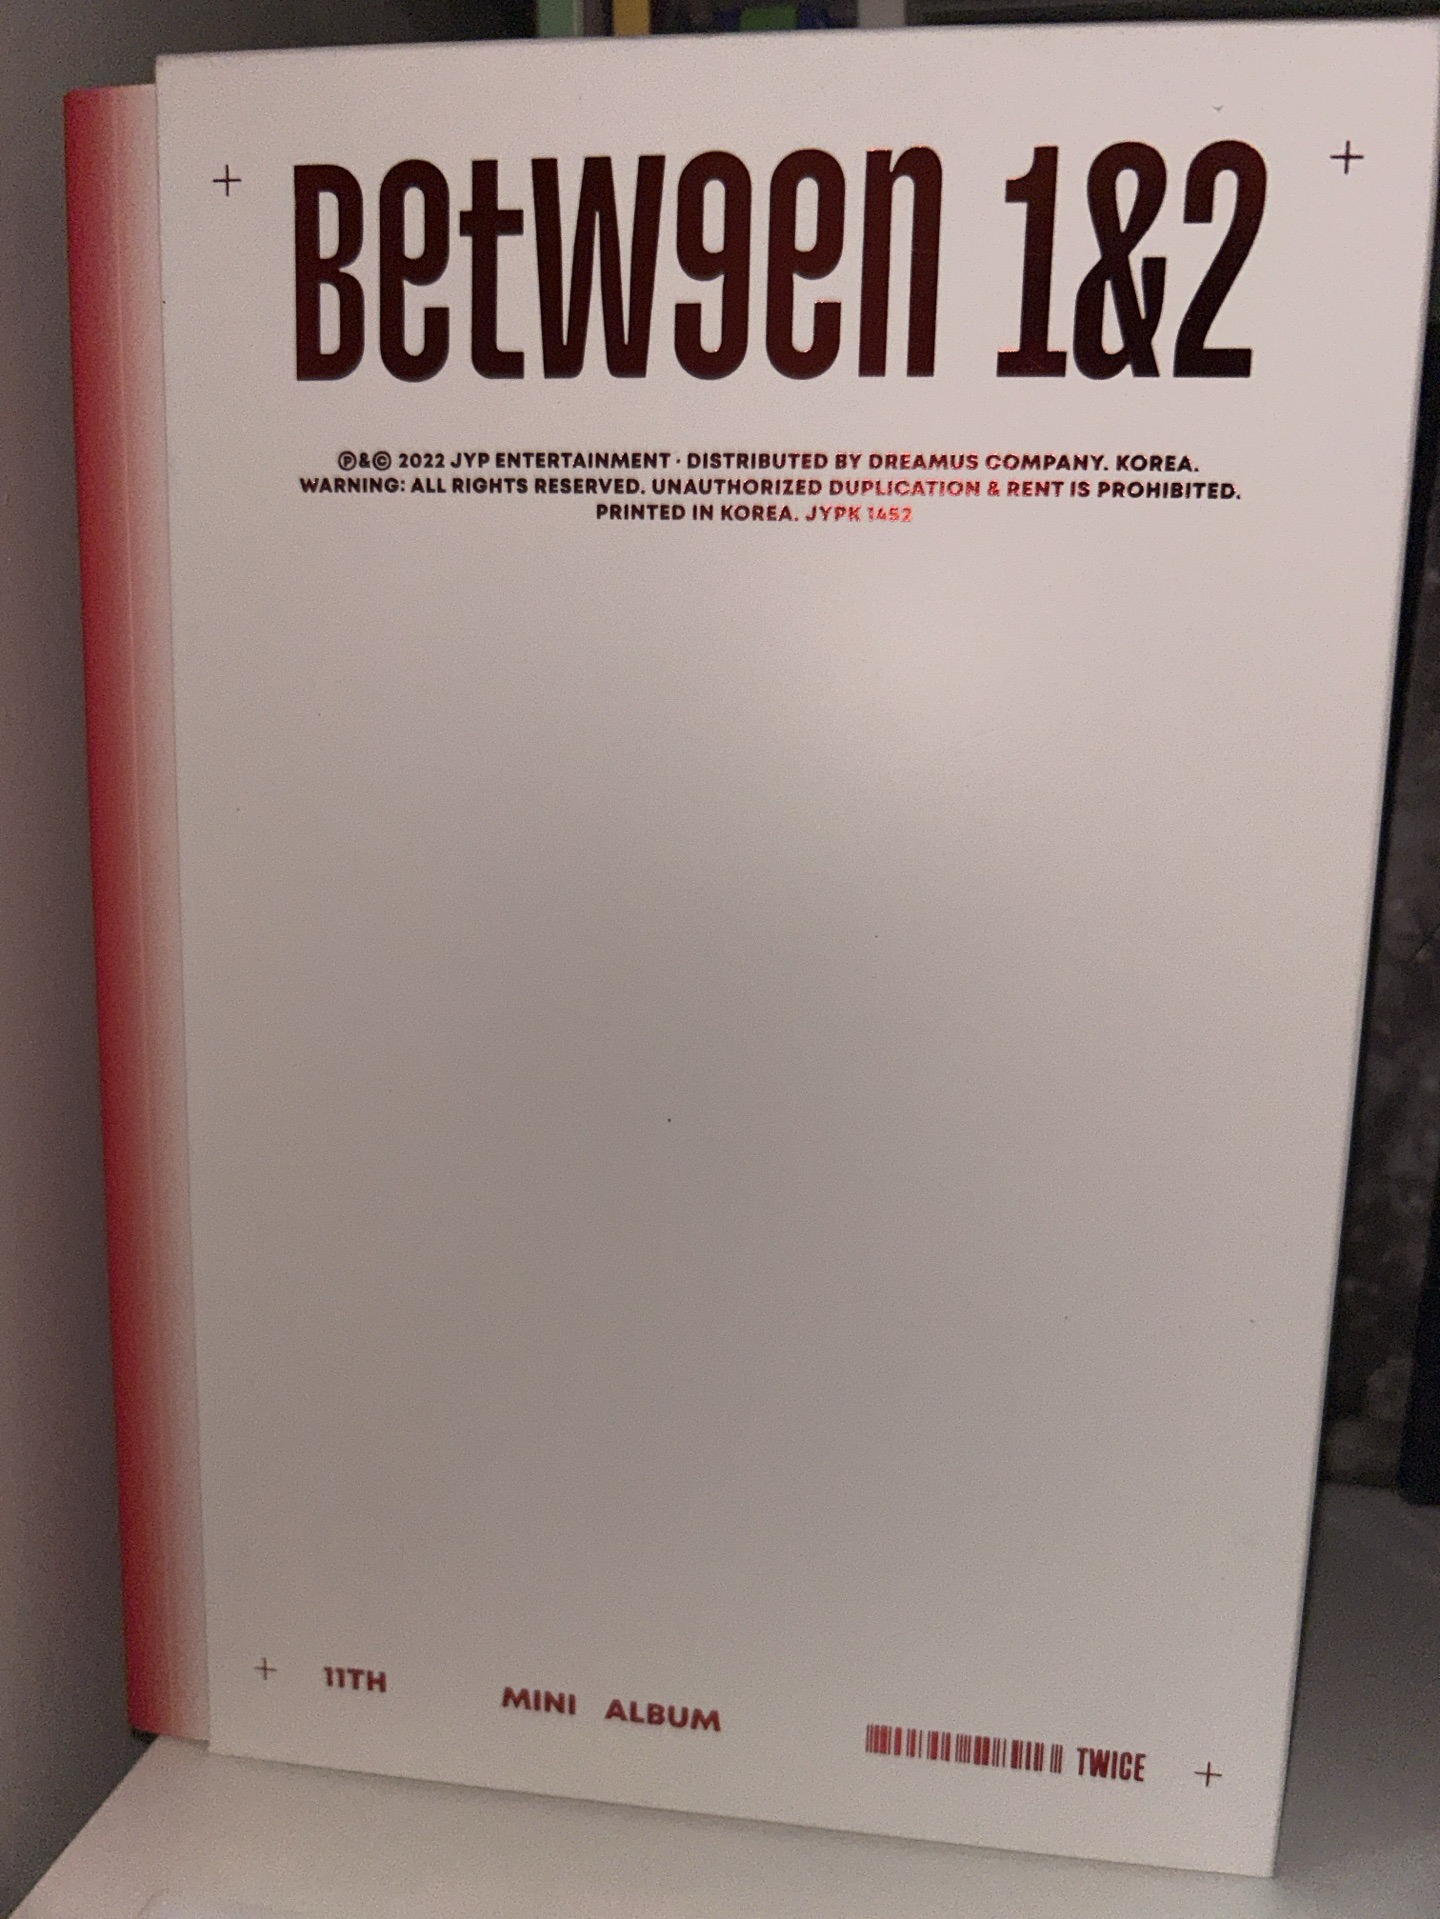 Between 1&2
℗&© 2022 JYP ENTERTAINMENT · DISTRIBUTED BY DREAMUS COMPANY. KOREA.
WARNING: ALL RIGHTS RESERVED. UNAUTHORIZED DUPLICATION & RENT IS PROHIBITED.
PRINTED IN KOREA. JYPK 1452
11TH MINI ALBUM TWICE